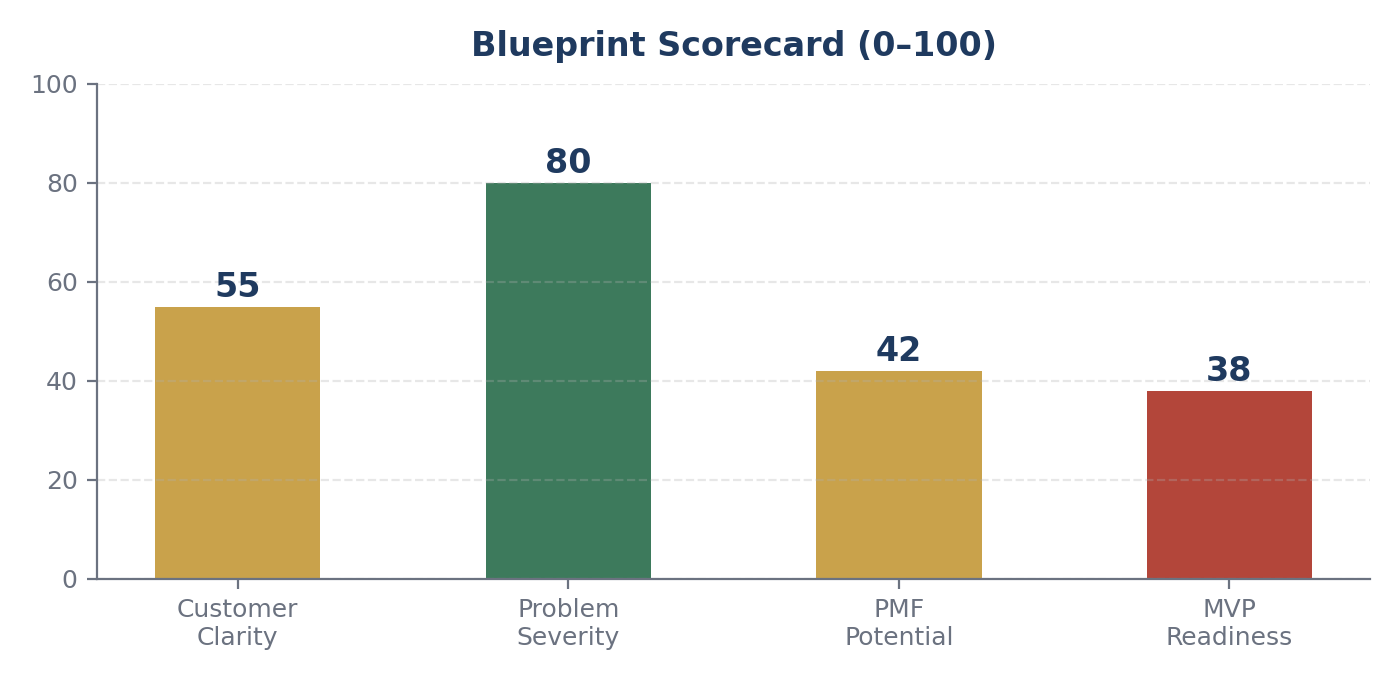 Blueprint Scorecard (0–100)
100
80
60
40
20
0
55
80
42
38
Customer
Clarity
Problem
Severity
PMF
Potential
MVP
Readiness